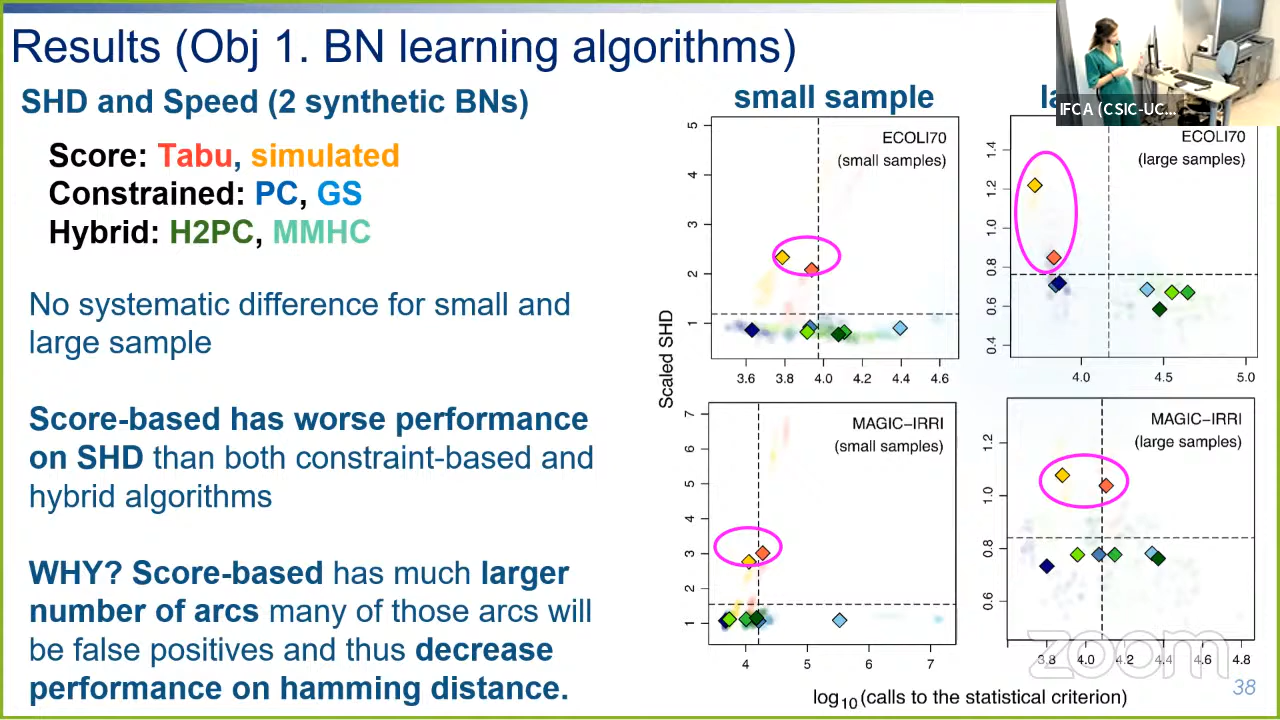 Results (Obj 1. BN learning algorithms)
SHD and Speed (2 synthetic BNs)
Score: Tabu, simulated
Constrained: PC, GS
Hybrid: H2PC, MMHC
No systematic difference for small and
large sample
Score-based has worse performance
on SHD than both constraint-based and
hybrid algorithms
WHY? Score-based has much larger
number of arcs many of those arcs will
be false positives and thus decrease
performance on hamming distance.
small sample
la
IFCA (CSIC-UC...
ECOLI70
(small samples)
5
4
3
2
1
3.6 3.8 4.0 4.2 4.4 4.6
ECOLI70
(large samples)
1.4
1.2
1.0
0.8
0.6
0.4
4.0 4.5 5.0
Scaled SHD
MAGIC-IRRI
(small samples)
7
6
5
4
3
2
1
4 5 6 7
MAGIC-IRRI
(large samples)
1.2
1.0
0.8
0.6
3.8 4.0 4.2 4.4 4.6 4.8
log10(calls to the statistical criterion)
zoom
38